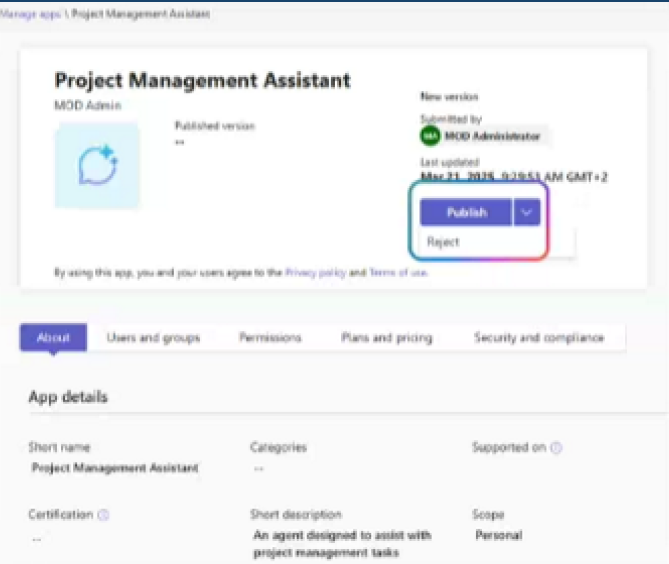 Manage apps \ Project Management Assistant
Project Management Assistant
MOD Admin
Published version
--
New version
Submitted by
MA MOD Administrator
Last updated
Mar 21, 2025, 9:29:53 AM GMT+2
Publish
Reject
By using this app, you and your users agree to the Privacy policy and Terms of use.
About Users and groups Permissions Plans and pricing Security and compliance
App details
Short name Categories Supported on
Project Management Assistant --
Certification Short description Scope
-- An agent designed to assist with Personal
project management tasks